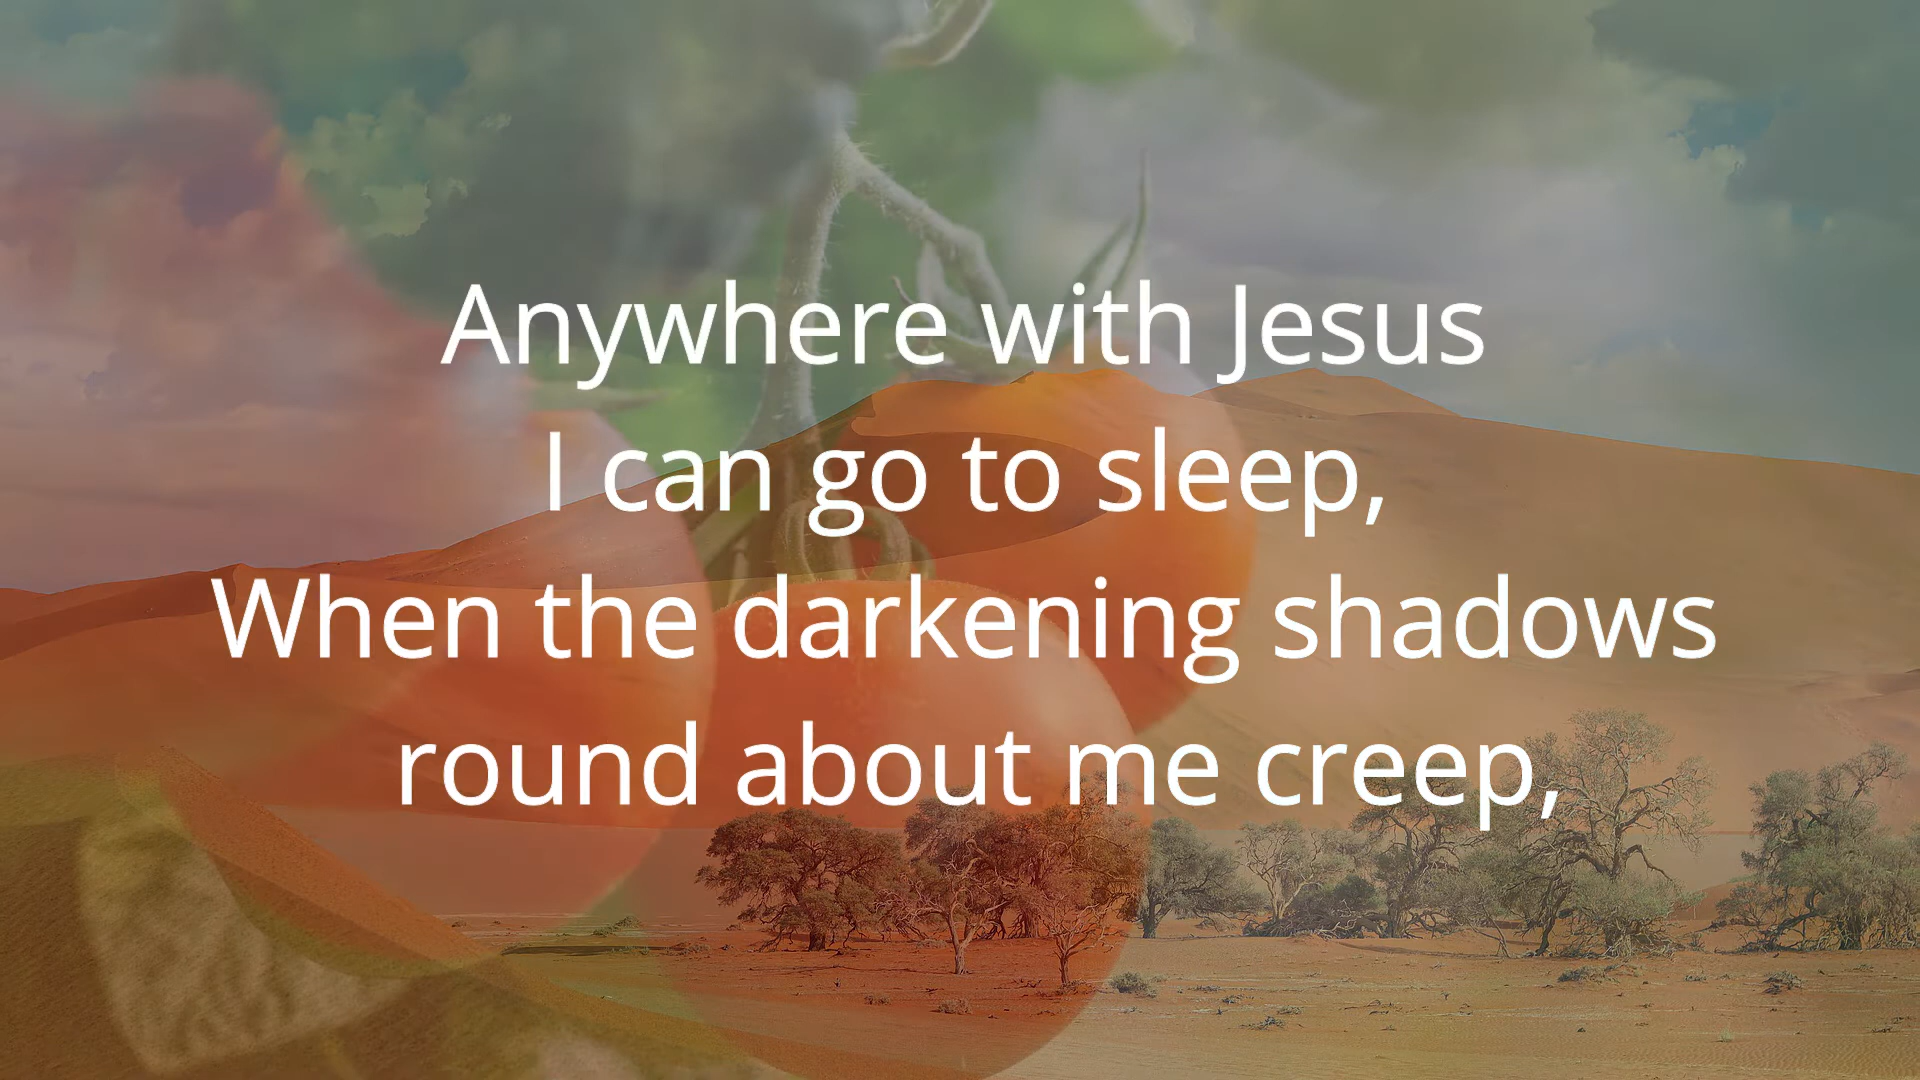 Anywhere with Jesus
I can go to sleep,
When the darkening shadows
round about me creep,